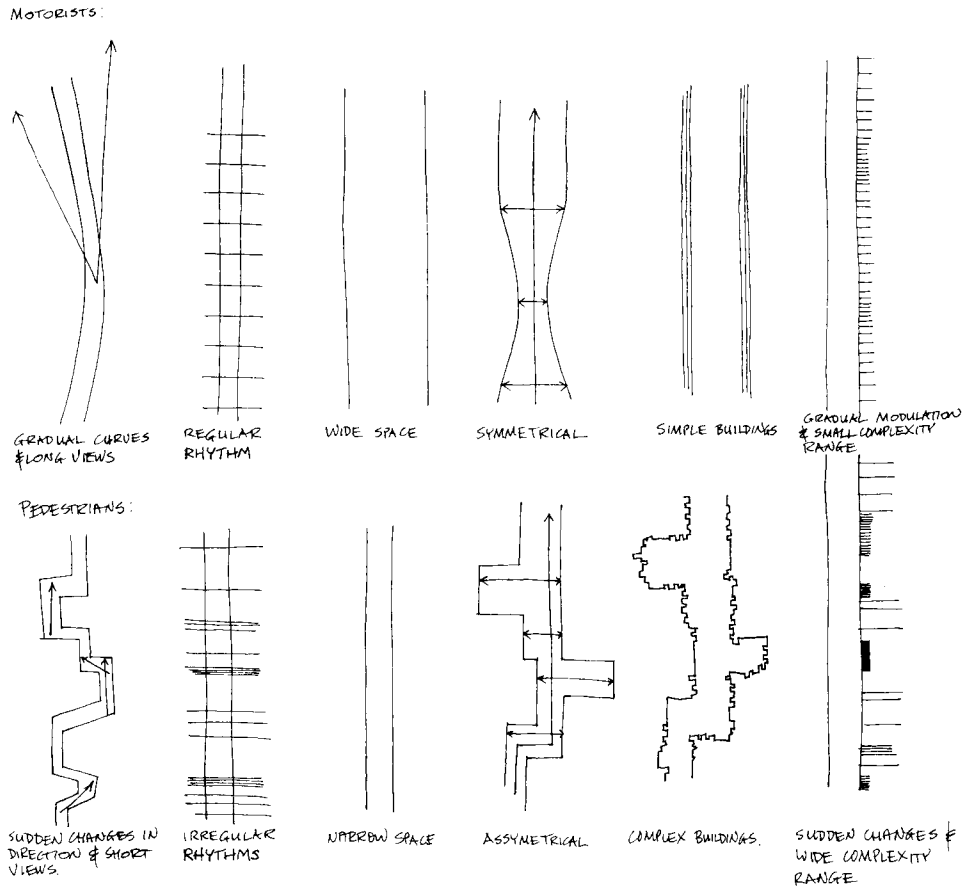 MOTORISTS:
GRADUAL CURVES
& LONG VIEWS
REGULAR
RHYTHM
WIDE SPACE
SYMMETRICAL
SIMPLE BUILDINGS
GRADUAL MODULATION
& SMALL COMPLEXITY
RANGE
PEDESTRIANS:
SUDDEN CHANGES IN
DIRECTION & SHORT
VIEWS.
IRREGULAR
RHYTHMS
NARROW SPACE
ASSYMETRICAL
COMPLEX BUILDINGS.
SUDDEN CHANGES &
WIDE COMPLEXITY
RANGE